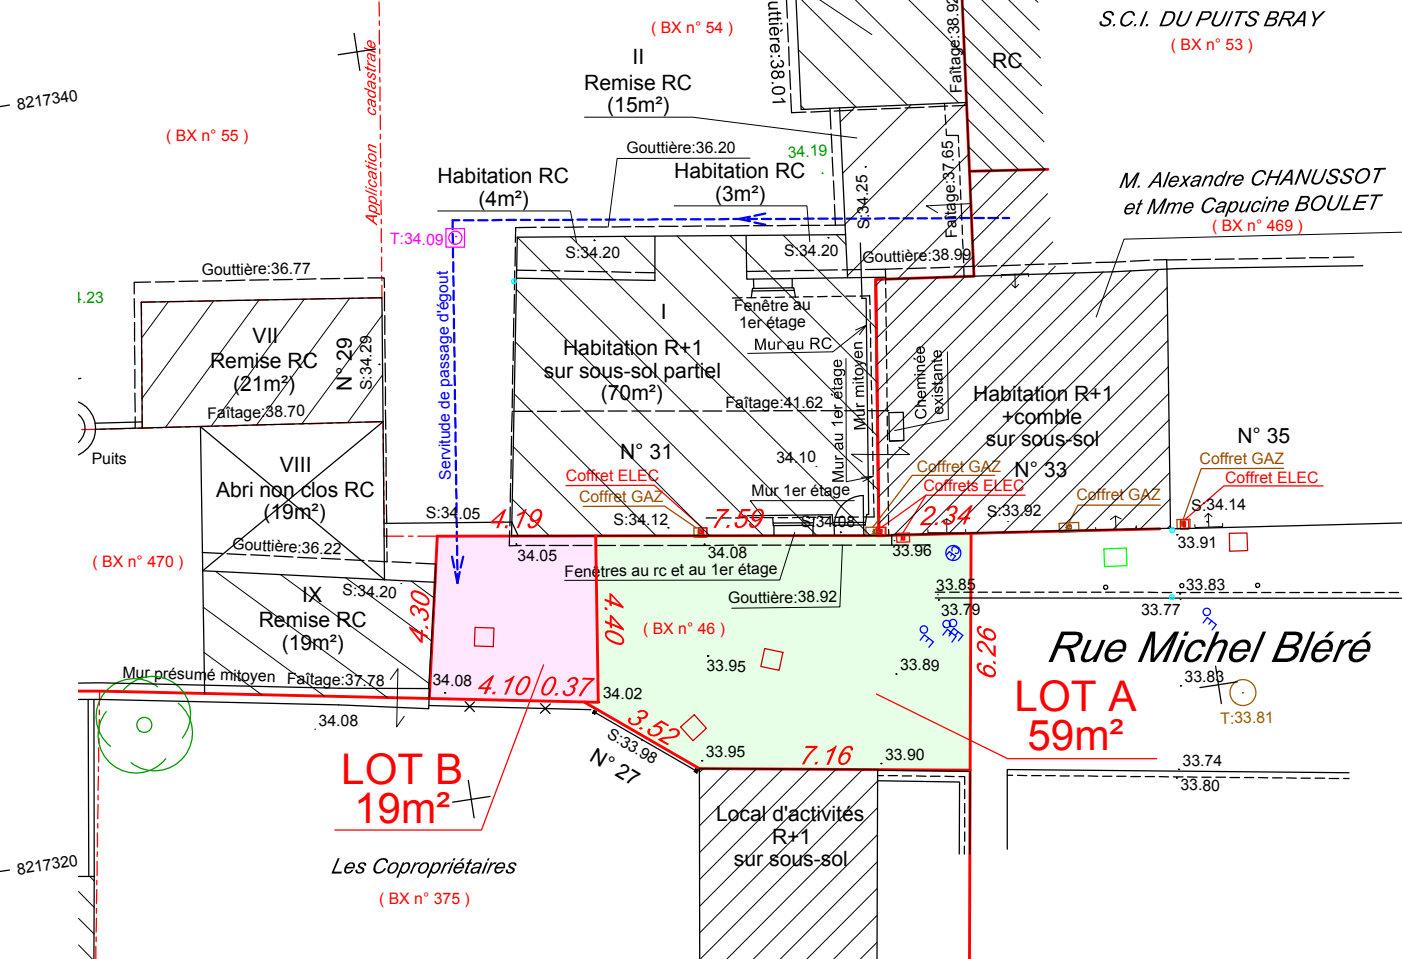 S.C.I. DU PUITS BRAY
( BX n° 53 )
( BX n° 54 )
Gouttière:38.01
Faîtage:38.92
RC
II
Remise RC
(15m²)
8217340
Application cadastrale
( BX n° 55 )
Gouttière:36.20
34.19
Habitation RC
(4m²)
Habitation RC
(3m²)
S:34.25
Faîtage:37.65
M. Alexandre CHANUSSOT
et Mme Capucine BOULET
( BX n° 469 )
T:34.09
S:34.20
S:34.20
Gouttière:38.99
Gouttière:36.77
Servitude de passage d'égout
Fenêtre au
1er étage
Mur au RC
I
Habitation R+1
sur sous-sol partiel
(70m²)
VII
Remise RC
(21m²)
N° 29
S:34.29
Faîtage:38.70
Faîtage:41.62
Mur au 1er étage
Mur mitoyen
Cheminée
existante
Habitation R+1
+comble
sur sous-sol
N° 33
N° 31
34.10
N° 35
Puits
VIII
Abri non clos RC
(19m²)
Coffret ELEC
Coffret GAZ
Coffret GAZ
Coffrets ELEC
Coffret GAZ
Coffret GAZ
Coffret ELEC
Mur 1er étage
S:34.05
4.19
S:34.12
7.59
S:34.08
2.34
S:33.92
S:34.14
Gouttière:36.22
34.05
34.08
33.96
33.91
( BX n° 470 )
Fenêtres au rc et au 1er étage
Gouttière:38.92
33.85
33.79
33.83
33.77
IX
Remise RC
(19m²)
S:34.20
4.30
4.40
( BX n° 46 )
6.26
Rue Michel Bléré
33.95
33.89
33.83
Mur présumé mitoyen
Faîtage:37.78
34.08
4.10
0.37
34.02
34.08
3.52
S:33.98
N° 27
33.95
7.16
33.90
LOT A
59m²
T:33.81
33.74
33.80
LOT B
19m²
Local d'activités
R+1
sur sous-sol
8217320
Les Copropriétaires
( BX n° 375 )